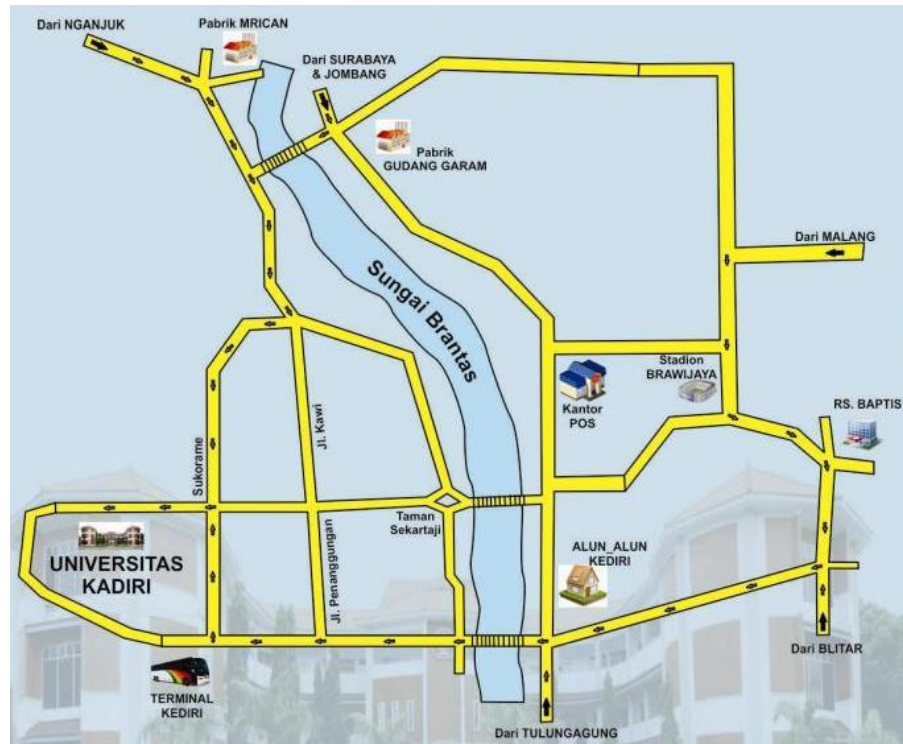 Dari NGANJUK
Pabrik MRICAN
Dari SURABAYA
& JOMBANG
Pabrik
GUDANG GARAM
Dari MALANG
Sungai Brantas
Stadion
BRAWIJAYA
Kantor
POS
RS. BAPTIS
Jl. Kawi
Sukorame
Taman
Sekartaji
Jl. Penanggungan
UNIVERSITAS
KADIRI
ALUN_ALUN
KEDIRI
TERMINAL
KEDIRI
Dari BLITAR
Dari TULUNGAGUNG